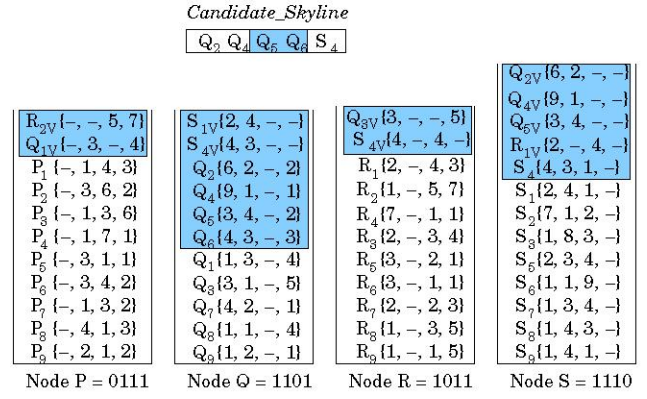 Candidate_Skyline
Q2 Q4 Q5 Q6 S4
R2V{–, –, 5, 7}
Q1V{–, 3, –, 4}
P1 {–, 1, 4, 3}
P2 {–, 3, 6, 2}
P3 {–, 1, 3, 6}
P4 {–, 1, 7, 1}
P5 {–, 3, 1, 1}
P6 {–, 3, 4, 2}
P7 {–, 1, 3, 2}
P8 {–, 4, 1, 3}
P9 {–, 2, 1, 2}
Node P = 0111
S1V{2, 4, –, –}
S4V{4, 3, –, –}
Q2 {6, 2, –, 2}
Q4 {9, 1, –, 1}
Q5 {3, 4, –, 2}
Q6 {4, 3, –, 3}
Q1 {1, 3, –, 4}
Q3 {3, 1, –, 5}
Q7 {4, 2, –, 1}
Q8 {1, 1, –, 4}
Q9 {1, 2, –, 1}
Node Q = 1101
Q3V{3, –, –, 5}
S4V{4, –, 4, –}
R1 {2, –, 4, 3}
R2 {1, –, 5, 7}
R4 {7, –, 1, 1}
R3 {2, –, 3, 4}
R5 {3, –, 2, 1}
R6 {3, –, 1, 1}
R7 {2, –, 2, 3}
R8 {1, –, 3, 5}
R9 {1, –, 1, 5}
Node R = 1011
Q2V{6, 2, –, –}
Q4V{9, 1, –, –}
Q5V{3, 4, –, –}
R1V{2, –, 4, –}
S4 {4, 3, 1, –}
S1 {2, 4, 1, –}
S2 {7, 1, 2, –}
S3 {1, 8, 3, –}
S5 {2, 3, 4, –}
S6 {1, 1, 9, –}
S7 {1, 3, 4, –}
S8 {1, 4, 3, –}
S9 {1, 4, 1, –}
Node S = 1110